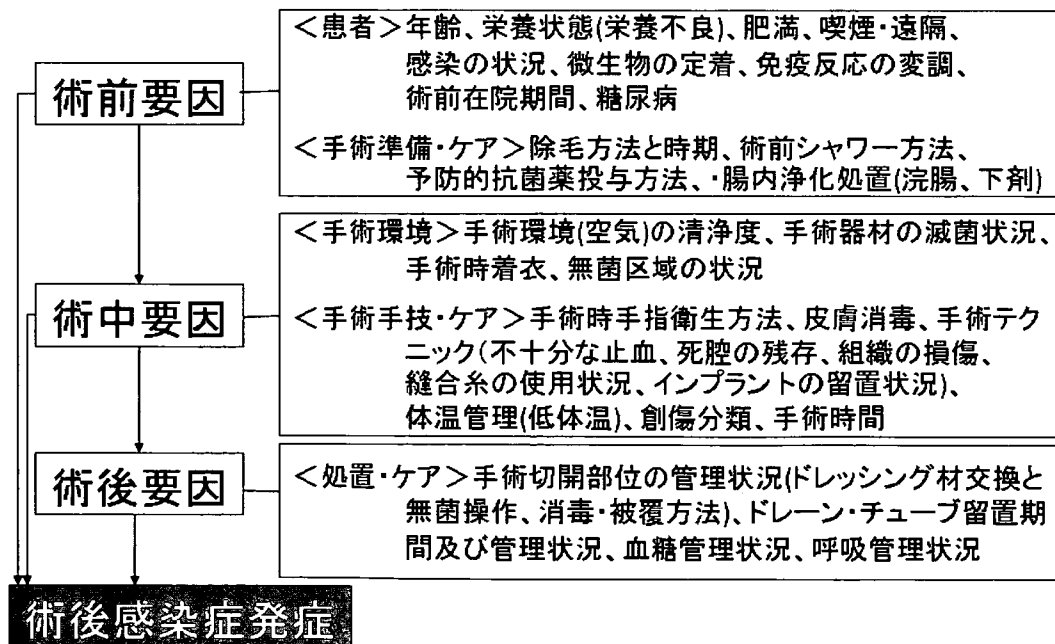 術前要因
<患者>年齢、栄養状態(栄養不良)、肥満、喫煙・遠隔、
感染の状況、微生物の定着、免疫反応の変調、
術前在院期間、糖尿病
<手術準備・ケア>除毛方法と時期、術前シャワー方法、
予防的抗菌薬投与方法、・腸内浄化処置(浣腸、下剤)
術中要因
<手術環境>手術環境(空気)の清浄度、手術器材の滅菌状況、
手術時着衣、無菌区域の状況
<手術手技・ケア>手術時手指衛生方法、皮膚消毒、手術テク
ニック(不十分な止血、死腔の残存、組織の損傷、
縫合糸の使用状況、インプラントの留置状況)、
体温管理(低体温)、創傷分類、手術時間
術後要因
<処置・ケア>手術切開部位の管理状況(ドレッシング材交換と
無菌操作、消毒・被覆方法)、ドレーン・チューブ留置期
間及び管理状況、血糖管理状況、呼吸管理状況
術後感染症発症